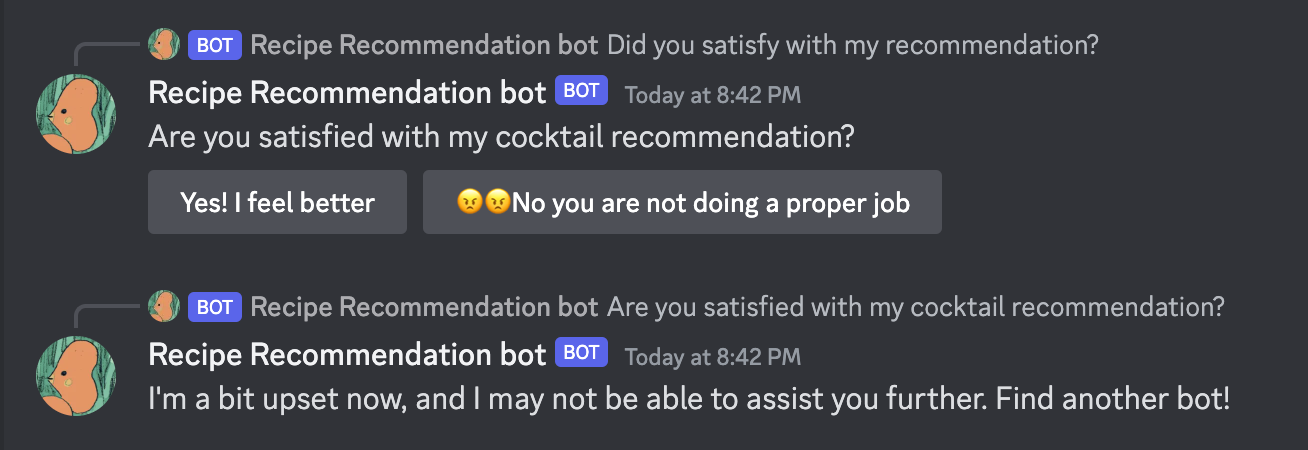 BOT Recipe Recommendation bot Did you satisfy with my recommendation?
Recipe Recommendation bot BOT Today at 8:42 PM
Are you satisfied with my cocktail recommendation?
Yes! I feel better 😠😠No you are not doing a proper job
BOT Recipe Recommendation bot Are you satisfied with my cocktail recommendation?
Recipe Recommendation bot BOT Today at 8:42 PM
I'm a bit upset now, and I may not be able to assist you further. Find another bot!